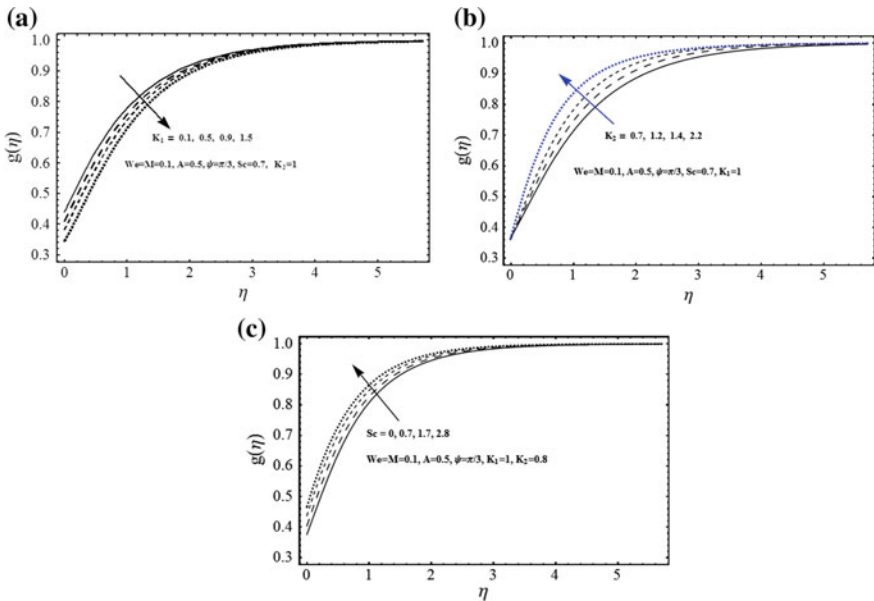 (a)
1.0
0.9
0.8
0.7
0.6
0.5
0.4
0.3
g(η)
K₁ = 0.1, 0.5, 0.9, 1.5
We=M=0.1, A=0.5, ψ=π/3, Sc=0.7, K₂=1
0 1 2 3 4 5
η
(b)
1.0
0.9
0.8
0.7
0.6
0.5
0.4
0.3
g(η)
K₂ = 0.7, 1.2, 1.4, 2.2
We=M=0.1, A=0.5, ψ=π/3, Sc=0.7, K₁=1
0 1 2 3 4 5
η
(c)
1.0
0.9
0.8
0.7
0.6
0.5
0.4
0.3
g(η)
Sc = 0, 0.7, 1.7, 2.8
We=M=0.1, A=0.5, ψ=π/3, K₁=1, K₂=0.8
0 1 2 3 4 5
η